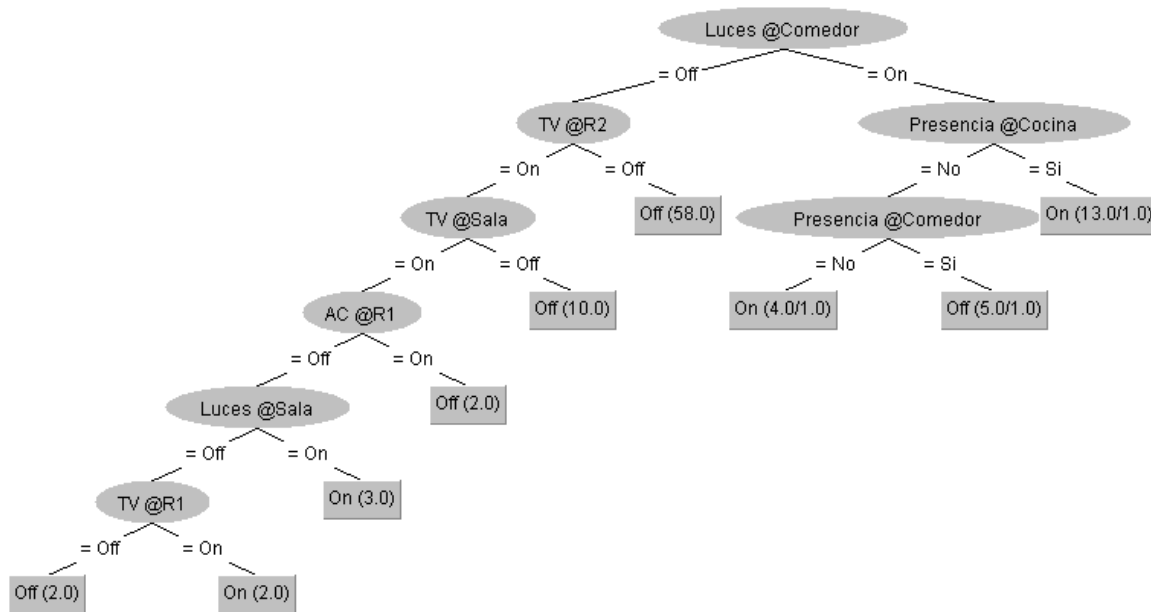 Luces @Comedor
= Off
= On
TV @R2
Presencia @Cocina
= On
= Off
= No
= Si
TV @Sala
Off (58.0)
Presencia @Comedor
On (13.0/1.0)
= On
= Off
= No
= Si
AC @R1
Off (10.0)
On (4.0/1.0)
Off (5.0/1.0)
= Off
= On
Luces @Sala
Off (2.0)
= Off
= On
TV @R1
On (3.0)
= Off
= On
Off (2.0)
On (2.0)